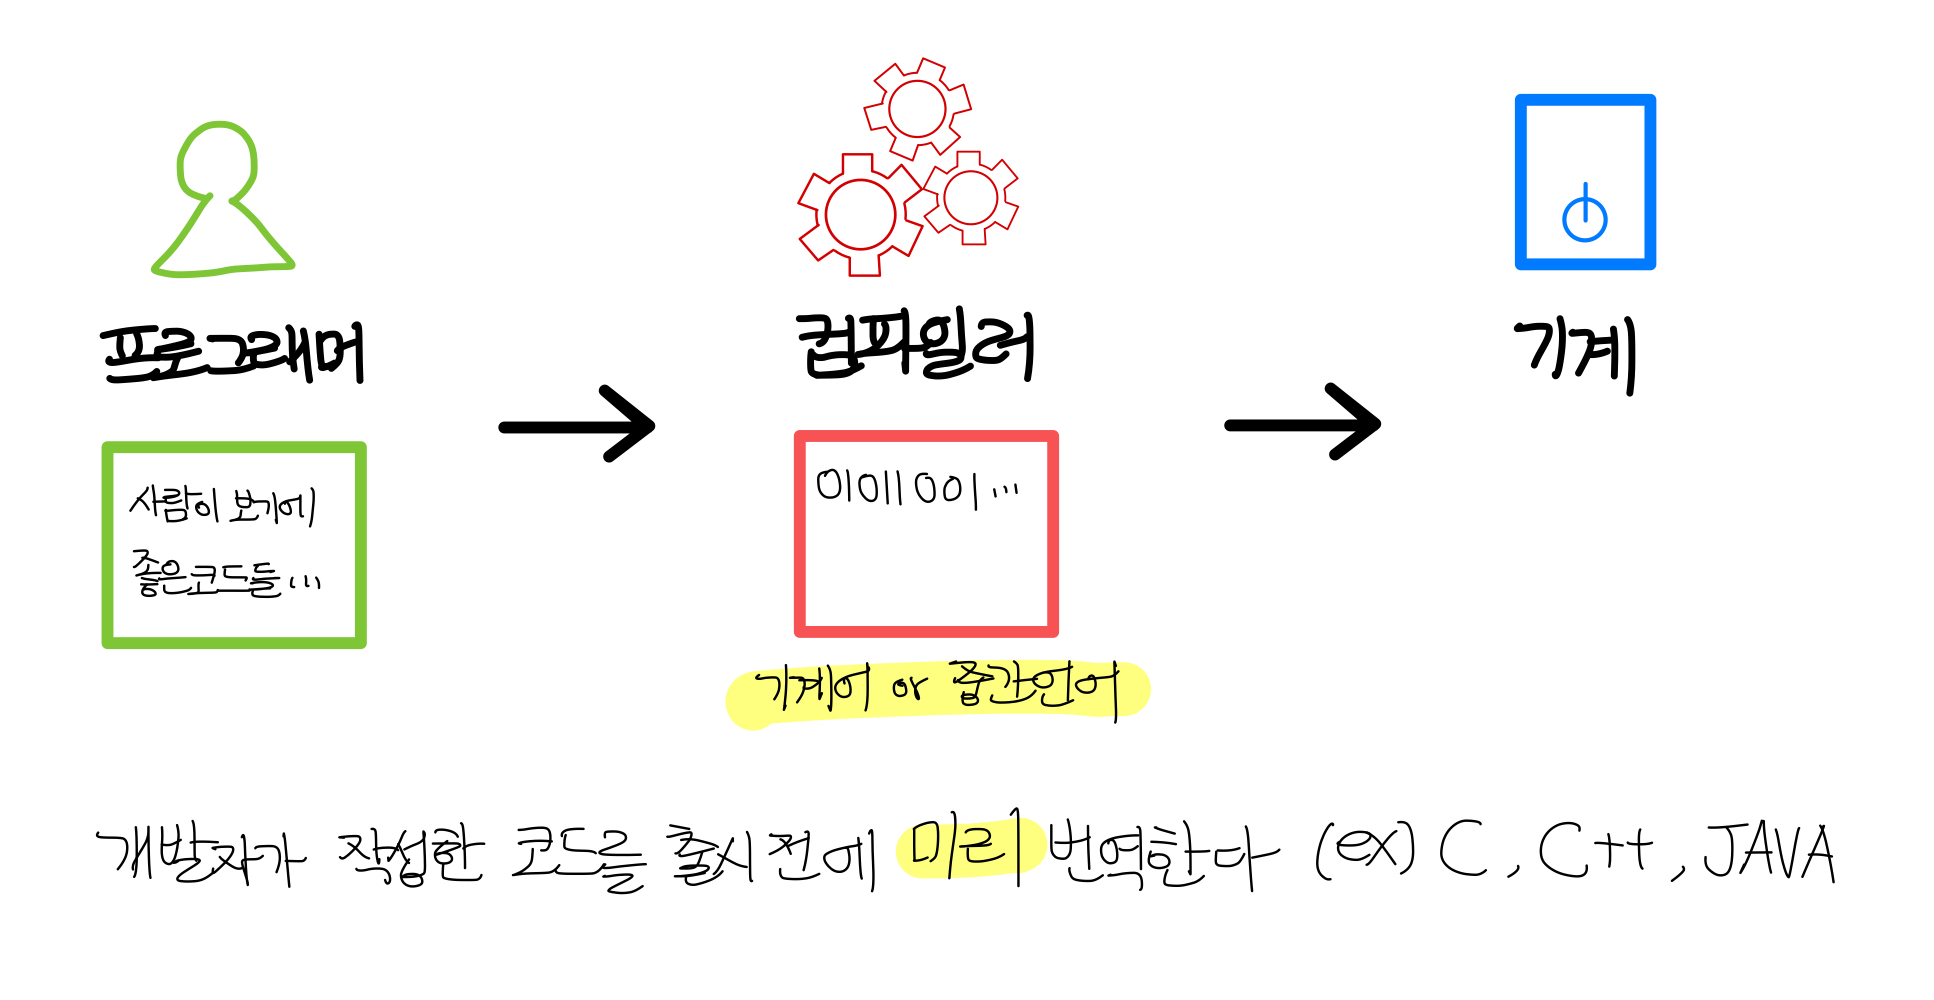 프로그래머
컴파일러
기계
사람이 보기에
좋은코드들...
01011001...
기계어 or 중간언어
개발자가 작성한 코드를 출시전에 미리 번역한다 (ex) C, C++, JAVA